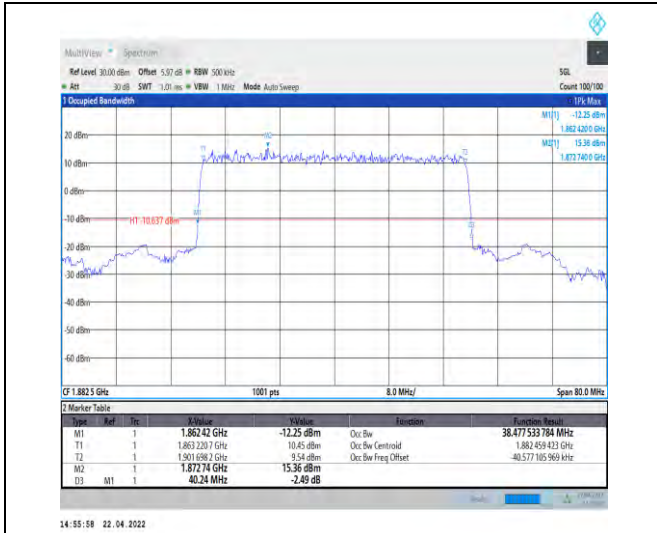 MultiView Spectrum
Ref Level 30.00 dBm Offset 5.97 dB RBW 500 kHz SGL
Att 30 dB SWT 1.01 ms VBW 1 MHz Mode Auto Sweep Count 100/100
1 Occupied Bandwidth 1Pk Max
M1[1] -12.25 dBm
1.862 420 0 GHz
20 dBm M2[1] 15.36 dBm
1.872 740 0 GHz
M2
T1
10 dBm
0 dBm
M1
-10 dBm
H1 -10.637 dBm
D3
-20 dBm
-30 dBm
-40 dBm
-50 dBm
-60 dBm
CF 1.882 5 GHz 1001 pts 8.0 MHz/ Span 80.0 MHz
2 Marker Table
Type Ref Trc X-Value Y-Value Function Function Result
M1 1 1.862 42 GHz -12.25 dBm Occ Bw 38.477 533 784 MHz
T1 1 1.863 220 7 GHz 10.45 dBm Occ Bw Centroid 1.882 459 423 GHz
T2 1 1.901 698 2 GHz 9.54 dBm Occ Bw Freq Offset -40.577 105 969 kHz
M2 1 1.872 74 GHz 15.36 dBm
D3 M1 1 40.24 MHz -2.49 dB
14:55:58 22.04.2022